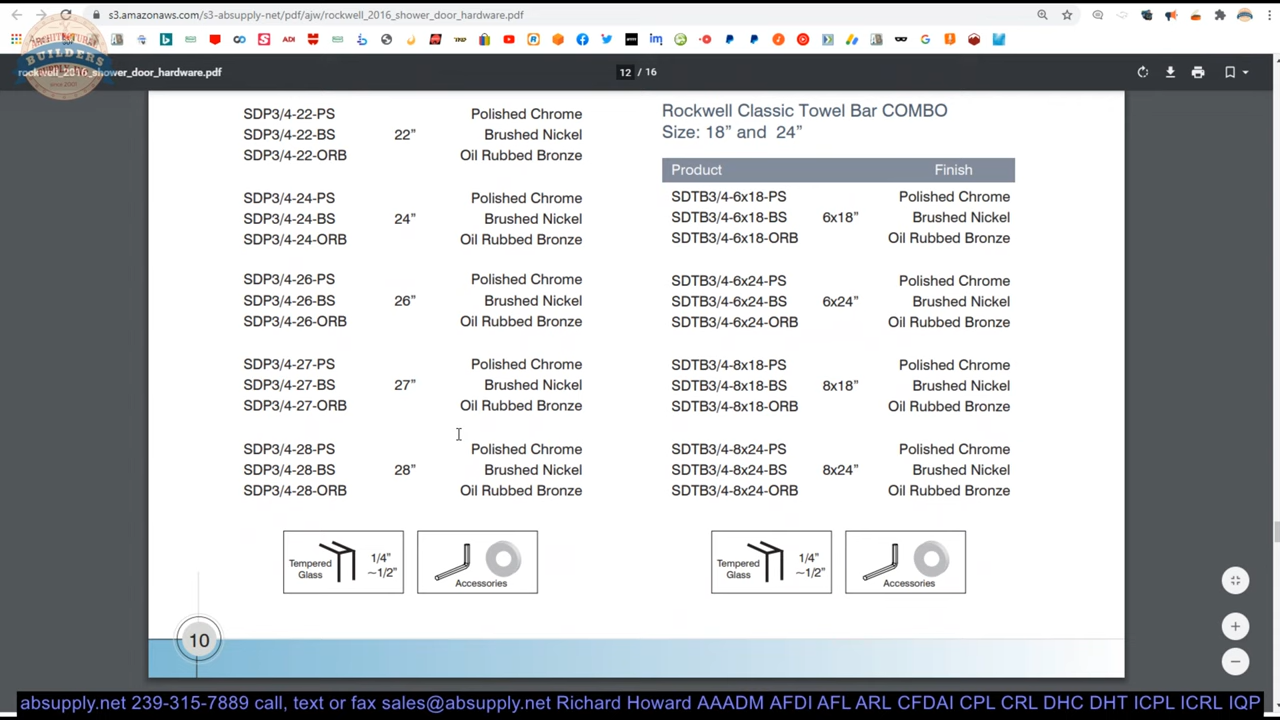 s3.amazonaws.com/s3-absupply-net/pdf/ajw/rockwell_2016_shower_door_hardware.pdf
ARCHITECTURAL
BUILDERS
since 2005
rockwell_2016_shower_door_hardware.pdf
12 / 16
SDP3/4-22-PS Polished Chrome
SDP3/4-22-BS 22” Brushed Nickel
SDP3/4-22-ORB Oil Rubbed Bronze
SDP3/4-24-PS Polished Chrome
SDP3/4-24-BS 24” Brushed Nickel
SDP3/4-24-ORB Oil Rubbed Bronze
SDP3/4-26-PS Polished Chrome
SDP3/4-26-BS 26” Brushed Nickel
SDP3/4-26-ORB Oil Rubbed Bronze
SDP3/4-27-PS Polished Chrome
SDP3/4-27-BS 27” Brushed Nickel
SDP3/4-27-ORB Oil Rubbed Bronze
SDP3/4-28-PS Polished Chrome
SDP3/4-28-BS 28” Brushed Nickel
SDP3/4-28-ORB Oil Rubbed Bronze
Tempered Glass 1/4” ~1/2”
Accessories
Rockwell Classic Towel Bar COMBO
Size: 18” and 24”
Product Finish
SDTB3/4-6x18-PS Polished Chrome
SDTB3/4-6x18-BS 6x18” Brushed Nickel
SDTB3/4-6x18-ORB Oil Rubbed Bronze
SDTB3/4-6x24-PS Polished Chrome
SDTB3/4-6x24-BS 6x24” Brushed Nickel
SDTB3/4-6x24-ORB Oil Rubbed Bronze
SDTB3/4-8x18-PS Polished Chrome
SDTB3/4-8x18-BS 8x18” Brushed Nickel
SDTB3/4-8x18-ORB Oil Rubbed Bronze
SDTB3/4-8x24-PS Polished Chrome
SDTB3/4-8x24-BS 8x24” Brushed Nickel
SDTB3/4-8x24-ORB Oil Rubbed Bronze
Tempered Glass 1/4” ~1/2”
Accessories
10
absupply.net 239-315-7889 call, text or fax sales@absupply.net Richard Howard AAADM AFDI AFL ARL CFDAI CPL CRL DHC DHT ICPL ICRL IQP